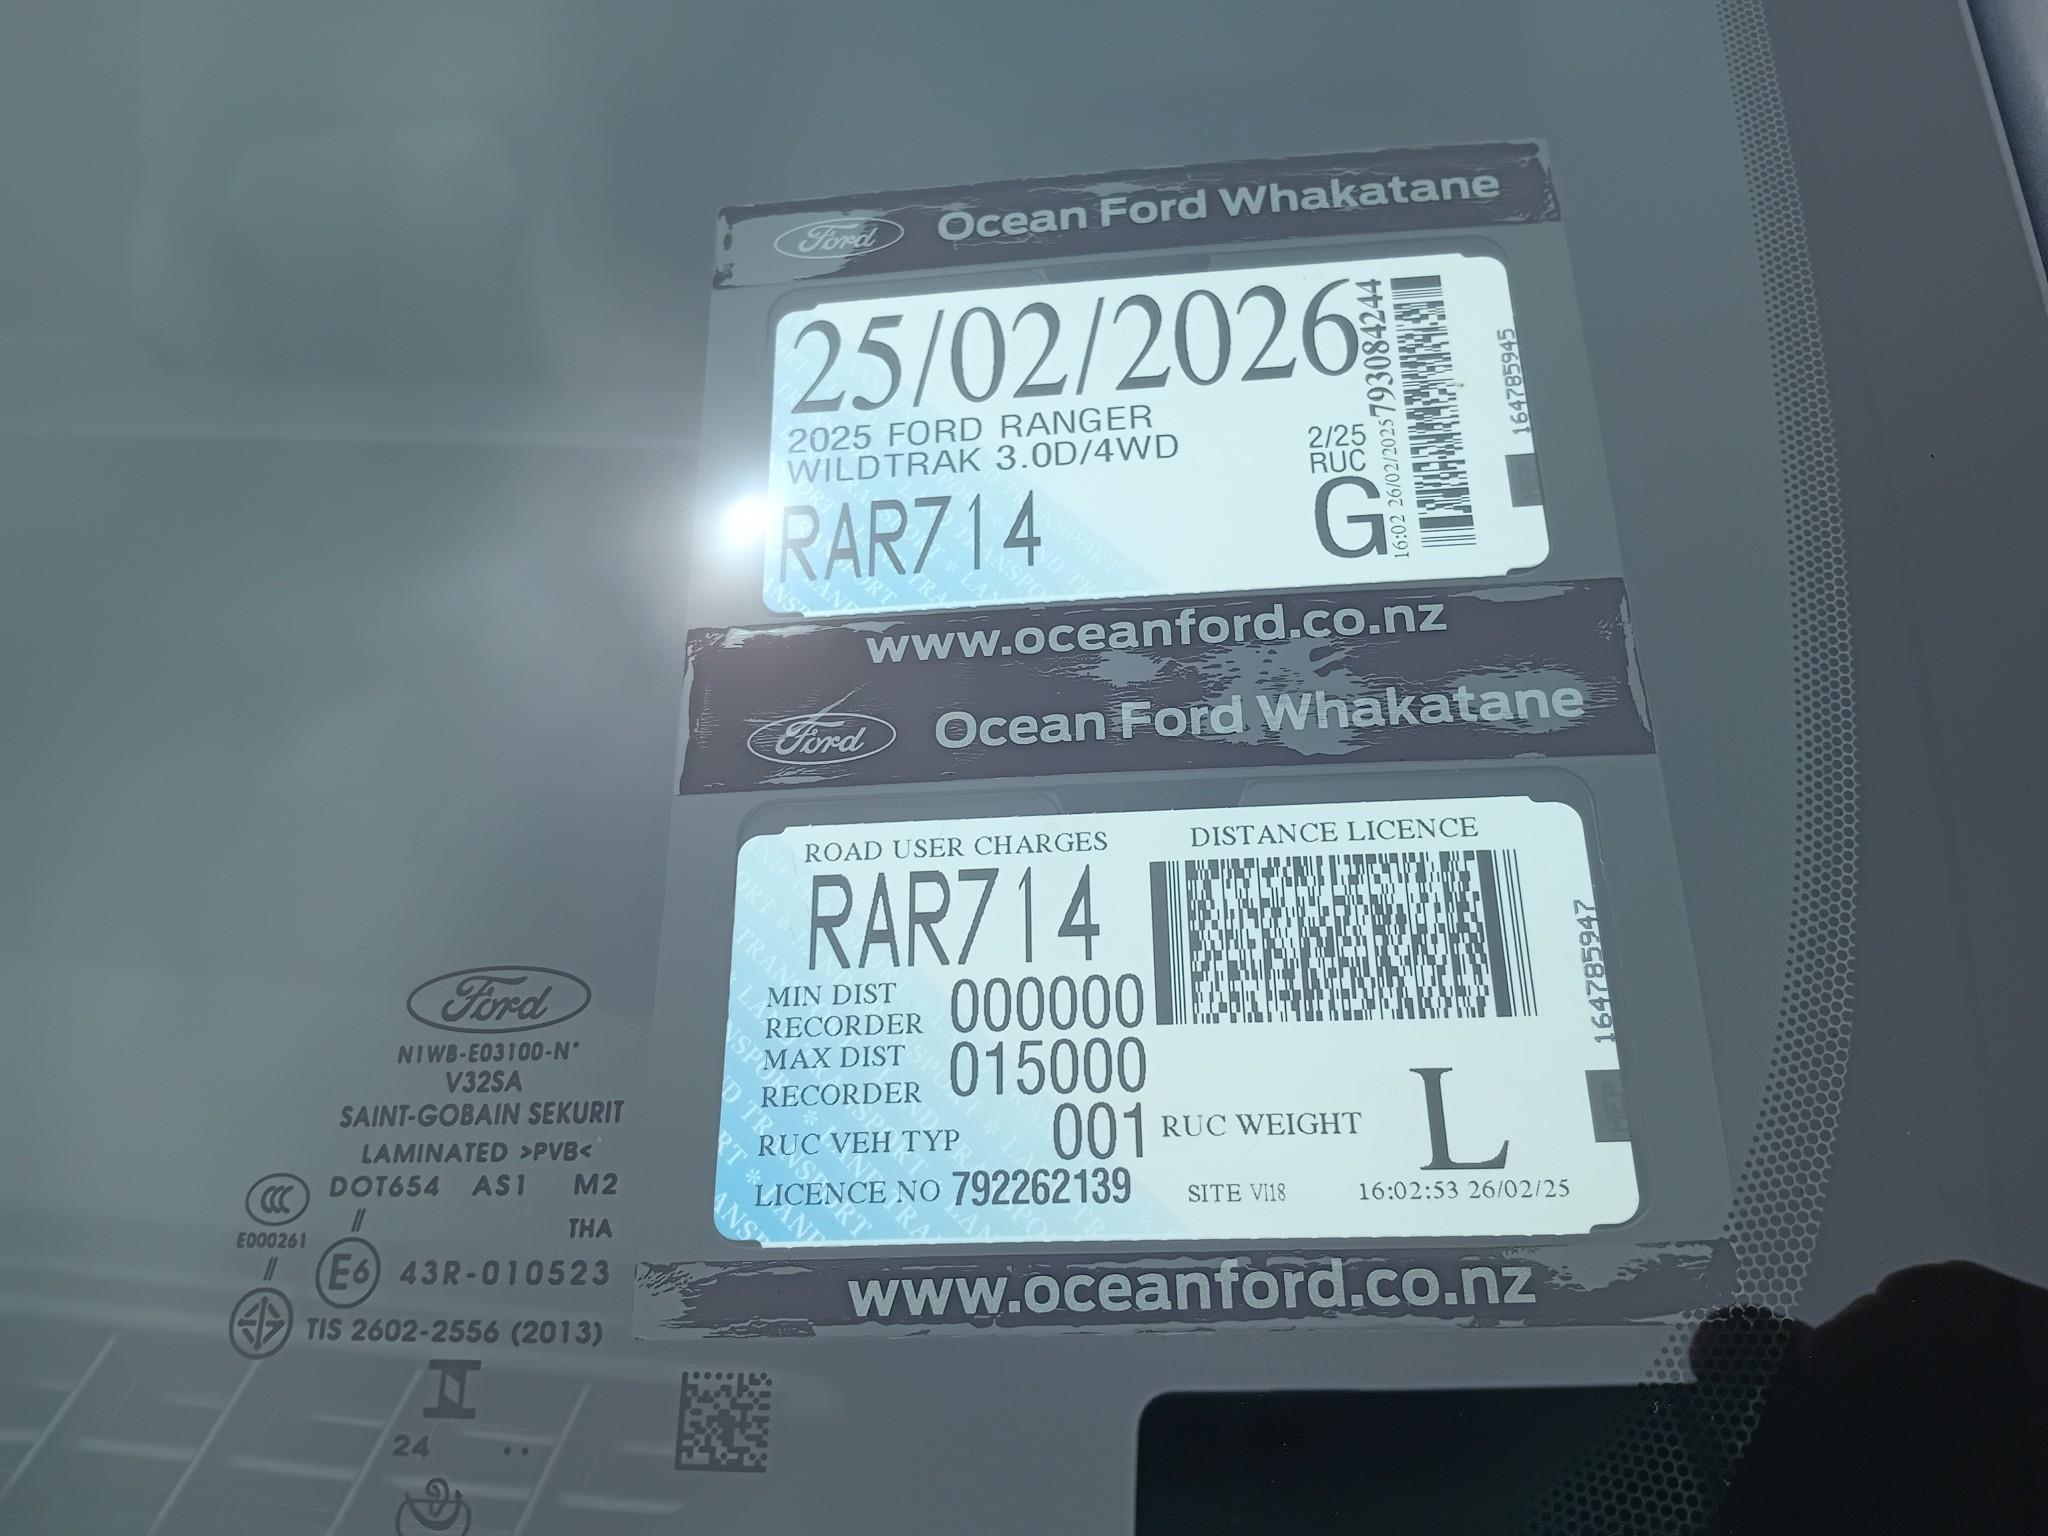 Ford Ocean Ford Whakatane
25/02/2026
2025 FORD RANGER
WILDTRAK 3.0D/4WD
RAR714
2/25
RUC
G
16:02 26/02/2025 793084244
164785945
www.oceanford.co.nz
Ford Ocean Ford Whakatane
ROAD USER CHARGES DISTANCE LICENCE
RAR714
MIN DIST
RECORDER 000000
MAX DIST
RECORDER 015000
RUC VEH TYP 001 RUC WEIGHT L
LICENCE NO 792262139 SITE VI18 16:02:53 26/02/25
164785947
www.oceanford.co.nz
Ford
N1WB-E03100-N*
V32SA
SAINT-GOBAIN SEKURIT
LAMINATED >PVB<
CCC DOT654 AS1 M2
E000261 // THA
// E6 43R-010523
TIS 2602-2556 (2013)
24 ..